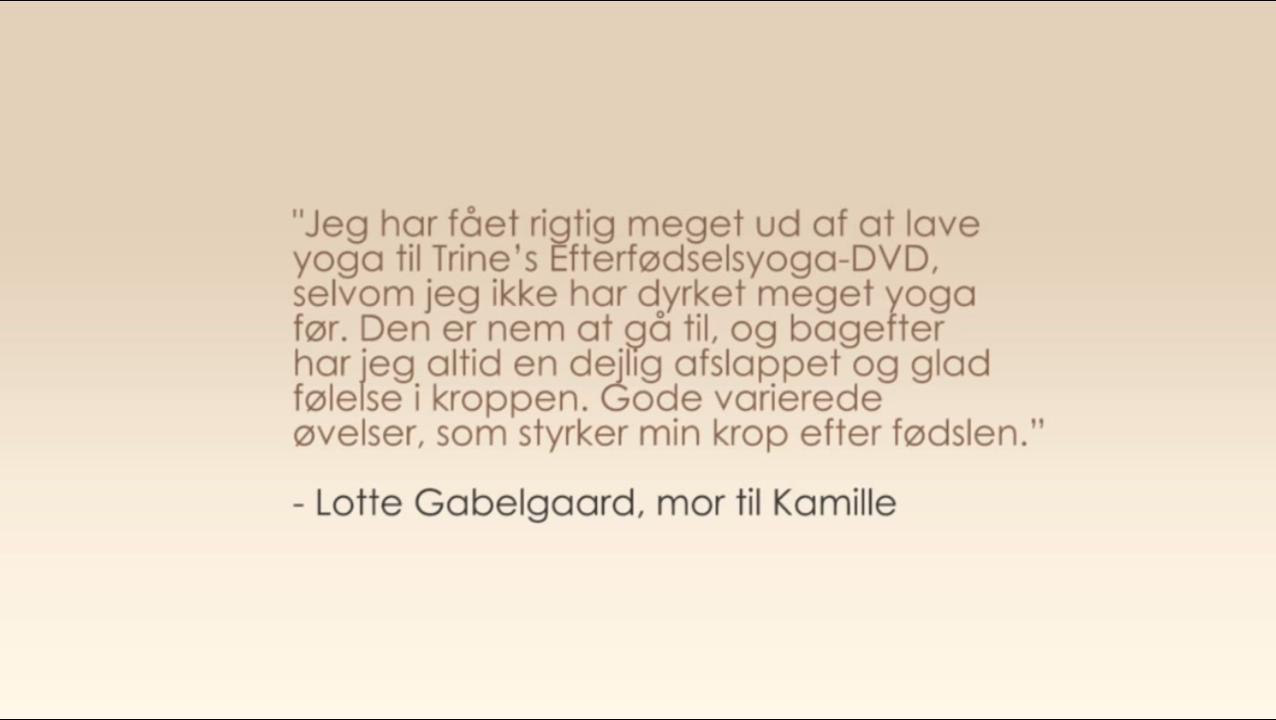 "Jeg har fået rigtig meget ud af at lave
yoga til Trine’s Efterfødselsyoga-DVD,
selvom jeg ikke har dyrket meget yoga
før. Den er nem at gå til, og bagefter
har jeg altid en dejlig afslappet og glad
følelse i kroppen. Gode varierede
øvelser, som styrker min krop efter fødslen.”
- Lotte Gabelgaard, mor til Kamille